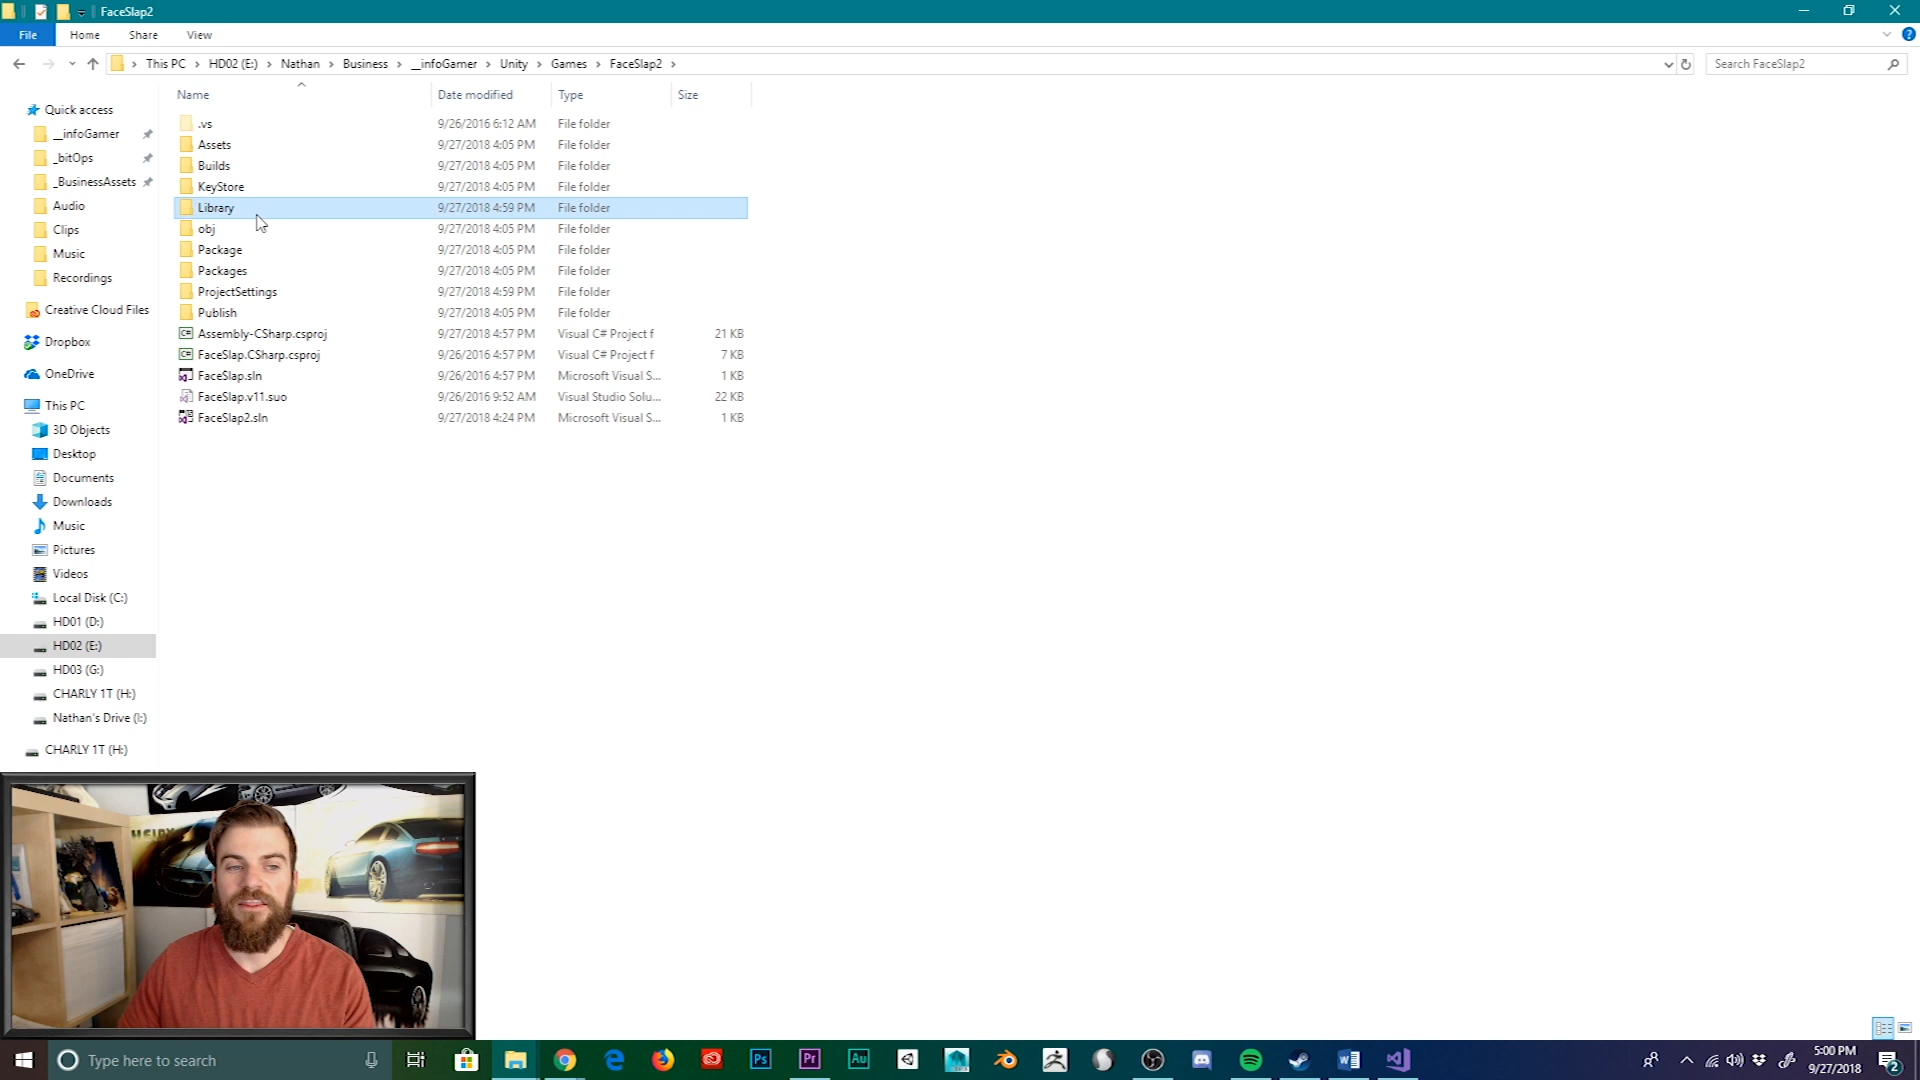 FaceSlap2
File Home Share View
This PC HD02 (E:) Nathan Business __infoGamer Unity Games FaceSlap2
Search FaceSlap2
Name Date modified Type Size
Quick access
__infoGamer
_bitOps
_BusinessAssets
Audio
Clips
Music
Recordings
Creative Cloud Files
Dropbox
OneDrive
This PC
3D Objects
Desktop
Documents
Downloads
Music
Pictures
Videos
Local Disk (C:)
HD01 (D:)
HD02 (E:)
HD03 (G:)
CHARLY 1T (H:)
Nathan's Drive (I:)
CHARLY 1T (H:)
.vs 9/26/2016 6:12 AM File folder
Assets 9/27/2018 4:05 PM File folder
Builds 9/27/2018 4:05 PM File folder
KeyStore 9/27/2018 4:05 PM File folder
Library 9/27/2018 4:59 PM File folder
obj 9/27/2018 4:05 PM File folder
Package 9/27/2018 4:05 PM File folder
Packages 9/27/2018 4:05 PM File folder
ProjectSettings 9/27/2018 4:59 PM File folder
Publish 9/27/2018 4:05 PM File folder
Assembly-CSharp.csproj 9/27/2018 4:57 PM Visual C# Project f 21 KB
FaceSlap.CSharp.csproj 9/26/2016 4:57 PM Visual C# Project f 7 KB
FaceSlap.sln 9/26/2016 4:57 PM Microsoft Visual S... 1 KB
FaceSlap.v11.suo 9/26/2016 9:52 AM Visual Studio Solu... 22 KB
FaceSlap2.sln 9/27/2018 4:24 PM Microsoft Visual S... 1 KB
Type here to search
Ps Pr Au
5:00 PM
9/27/2018
2